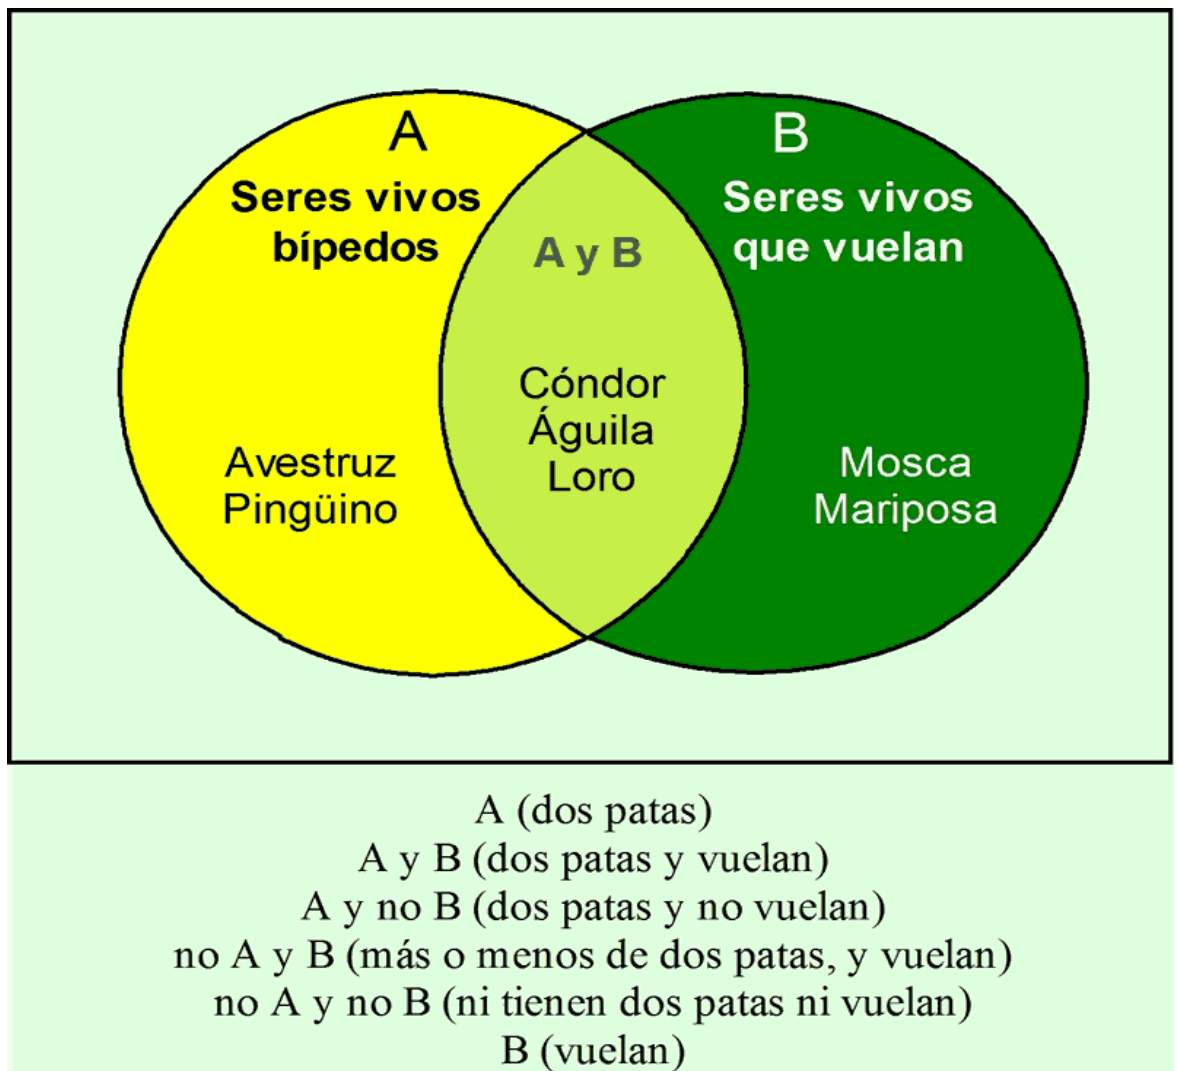 A
Seres vivos
bípedos
A y B
B
Seres vivos
que vuelan
Avestruz
Pingüino
Cóndor
Águila
Loro
Mosca
Mariposa
A (dos patas)
A y B (dos patas y vuelan)
A y no B (dos patas y no vuelan)
no A y B (más o menos de dos patas, y vuelan)
no A y no B (ni tienen dos patas ni vuelan)
B (vuelan)